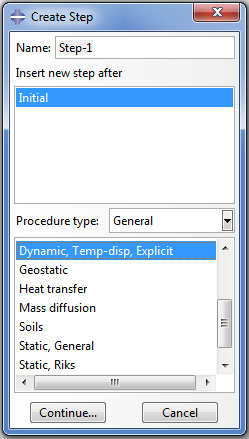 Create Step
Name: Step-1
Insert new step after
Initial
Procedure type: General
Dynamic, Temp-disp, Explicit
Geostatic
Heat transfer
Mass diffusion
Soils
Static, General
Static, Riks
Continue... Cancel